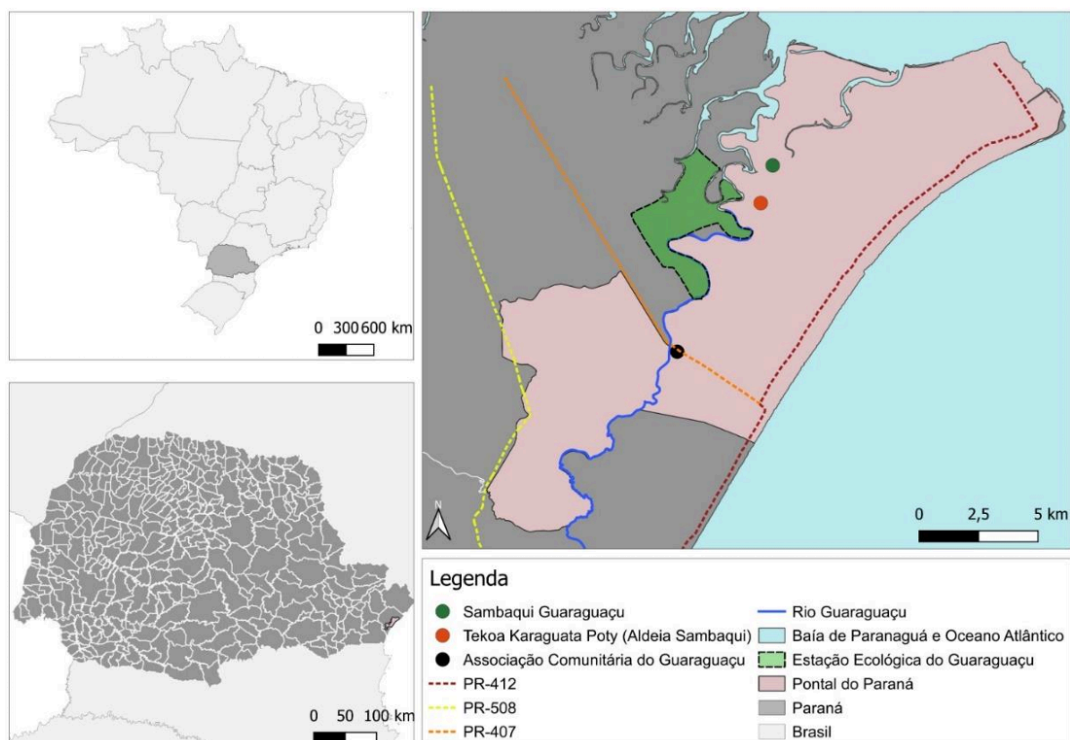 0 300 600 km
0 50 100 km
N
0 2,5 5 km
Legenda
Sambaqui Guaraguaçu
Tekoa Karaguata Poty (Aldeia Sambaqui)
Associação Comunitária do Guaraguaçu
PR-412
PR-508
PR-407
Rio Guaraguaçu
Baía de Paranaguá e Oceano Atlântico
Estação Ecológica do Guaraguaçu
Pontal do Paraná
Paraná
Brasil